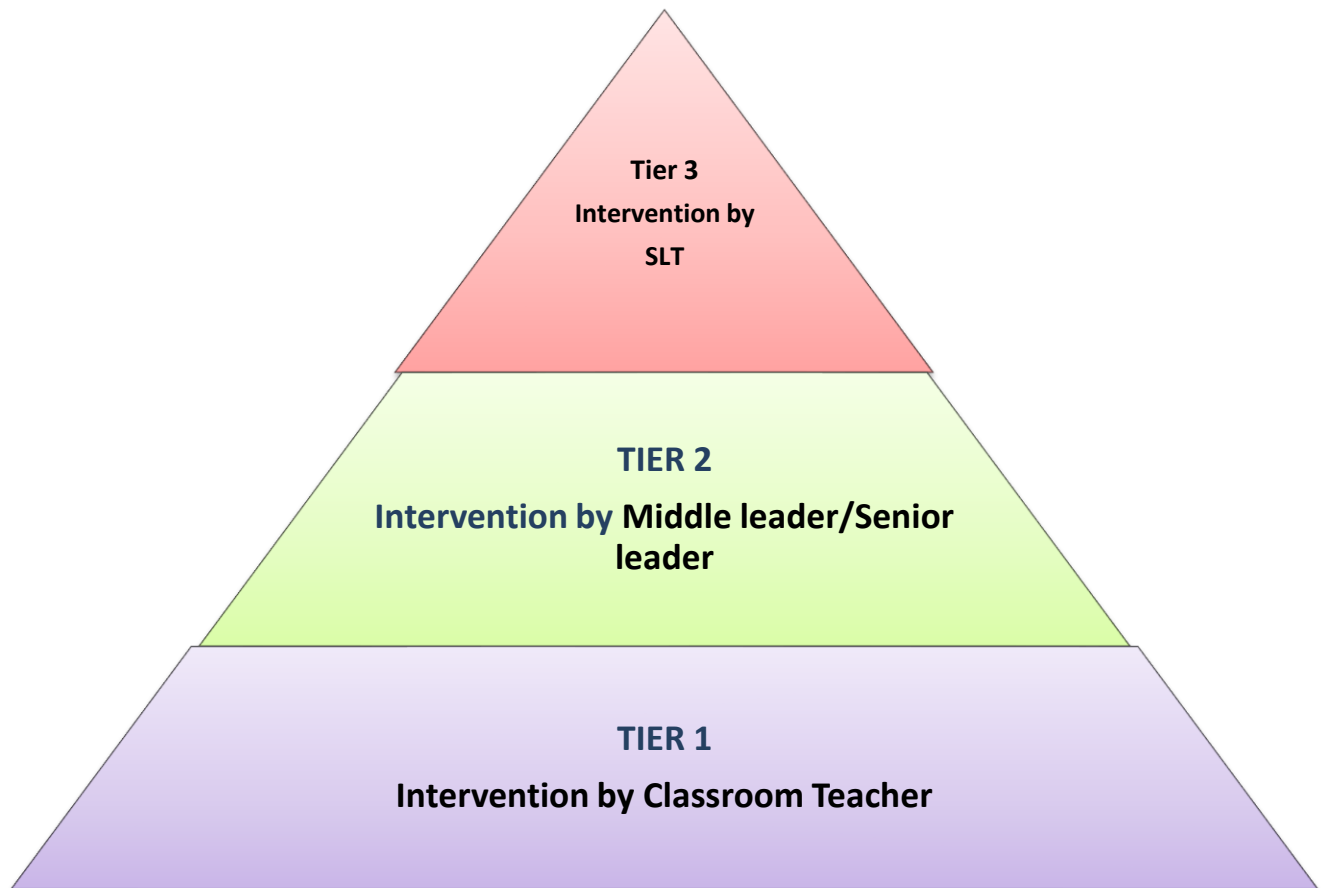 Tier 3
Intervention by
SLT
TIER 2
Intervention by Middle leader/Senior
leader
TIER 1
Intervention by Classroom Teacher